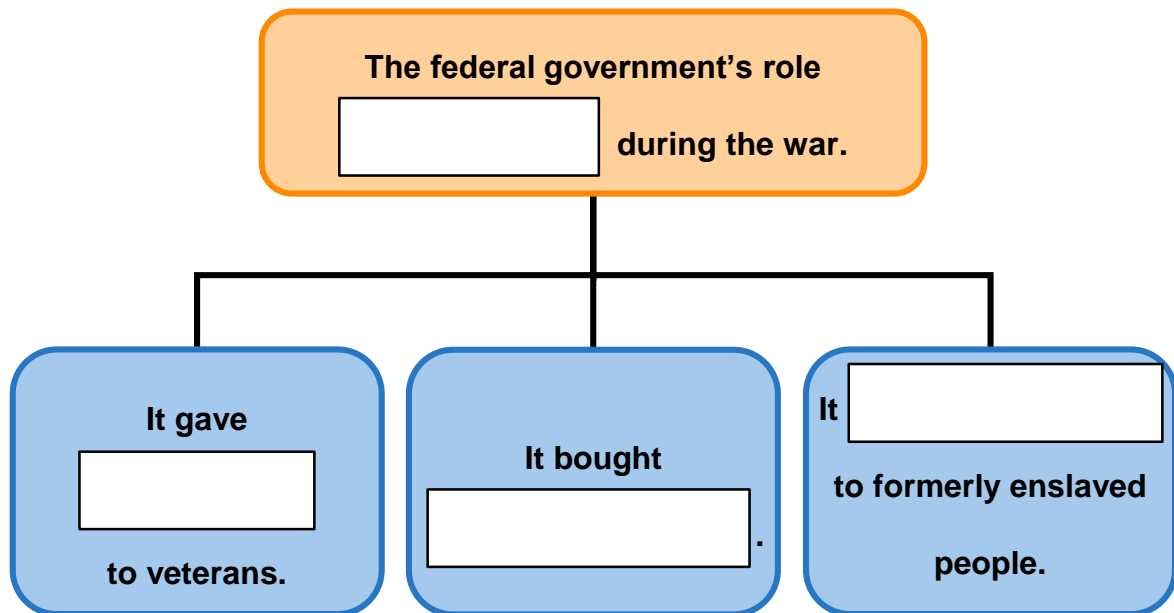 The federal government's role
during the war.
It gave
to veterans.
It bought
.
It
to formerly enslaved
people.